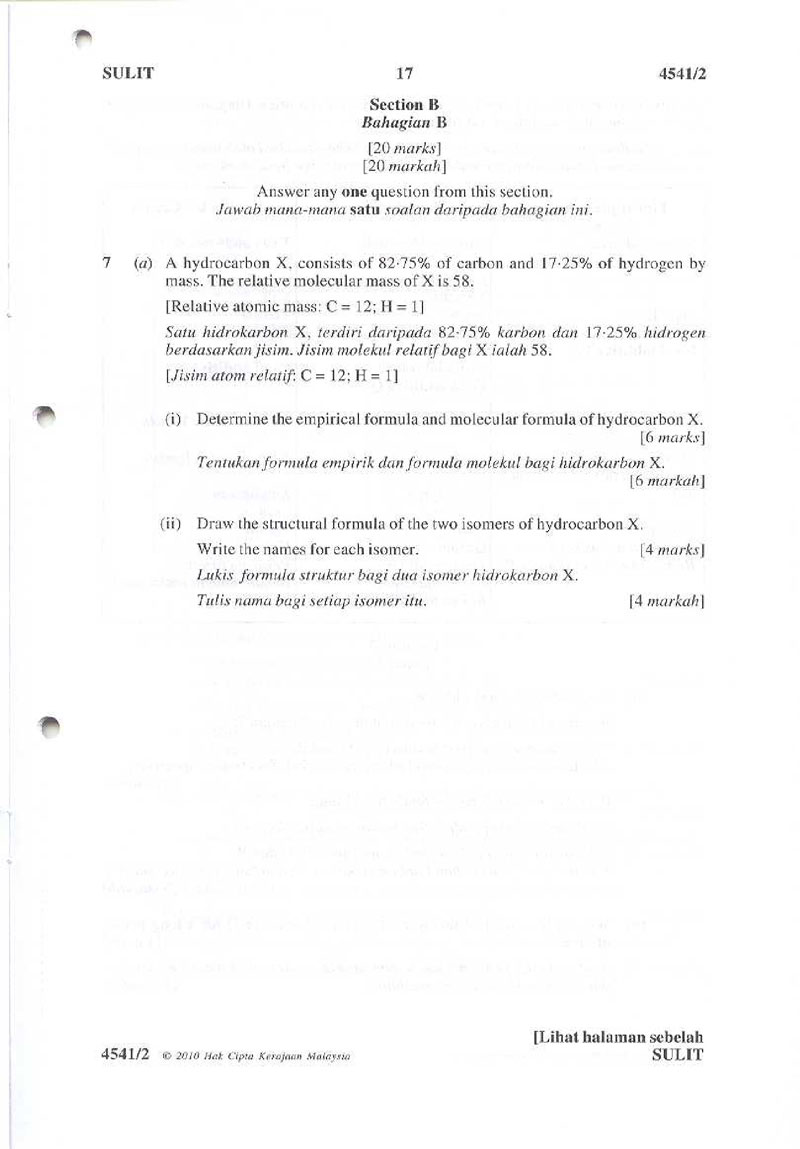 SULIT 17 4541/2
Section B
Bahagian B
[20 marks]
[20 markah]
Answer any one question from this section.
Jawab mana-mana satu soalan daripada bahagian ini.
7 (a) A hydrocarbon X, consists of 82·75% of carbon and 17·25% of hydrogen by
mass. The relative molecular mass of X is 58.
[Relative atomic mass: C = 12; H = 1]
Satu hidrokarbon X, terdiri daripada 82·75% karbon dan 17·25% hidrogen
berdasarkan jisim. Jisim molekul relatif bagi X ialah 58.
[Jisim atom relatif: C = 12; H = 1]
(i) Determine the empirical formula and molecular formula of hydrocarbon X.
[6 marks]
Tentukan formula empirik dan formula molekul bagi hidrokarbon X.
[6 markah]
(ii) Draw the structural formula of the two isomers of hydrocarbon X.
Write the names for each isomer. [4 marks]
Lukis formula struktur bagi dua isomer hidrokarbon X.
Tulis nama bagi setiap isomer itu. [4 markah]
[Lihat halaman sebelah
4541/2 © 2010 Hak Cipta Kerajaan Malaysia SULIT